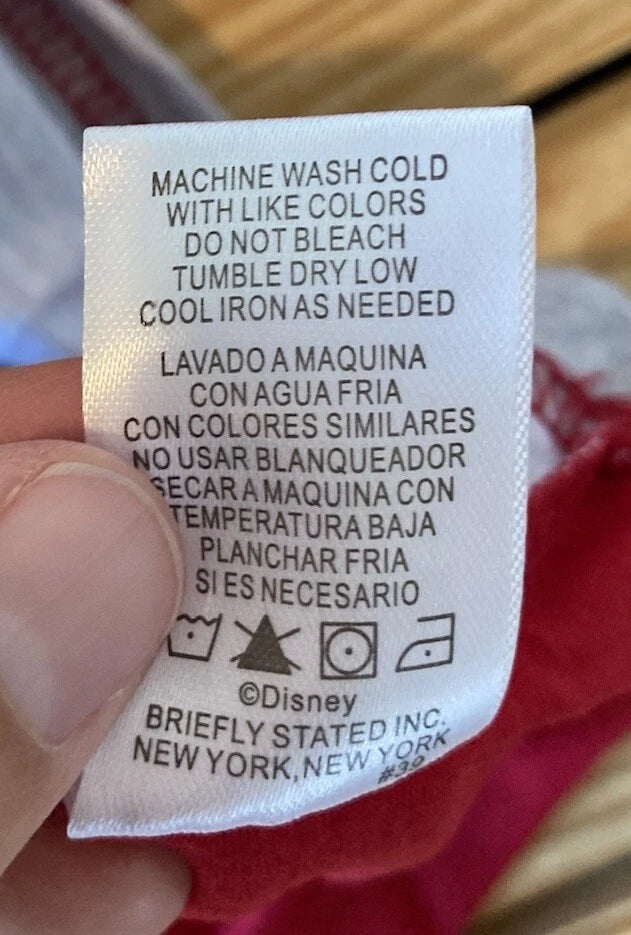 MACHINE WASH COLD
WITH LIKE COLORS
DO NOT BLEACH
TUMBLE DRY LOW
COOL IRON AS NEEDED
LAVADO A MAQUINA
CON AGUA FRIA
CON COLORES SIMILARES
NO USAR BLANQUEADOR
SECAR A MAQUINA CON
TEMPERATURA BAJA
PLANCHAR FRIA
SI ES NECESARIO
©Disney
BRIEFLY STATED INC.
NEW YORK, NEW YORK
#39